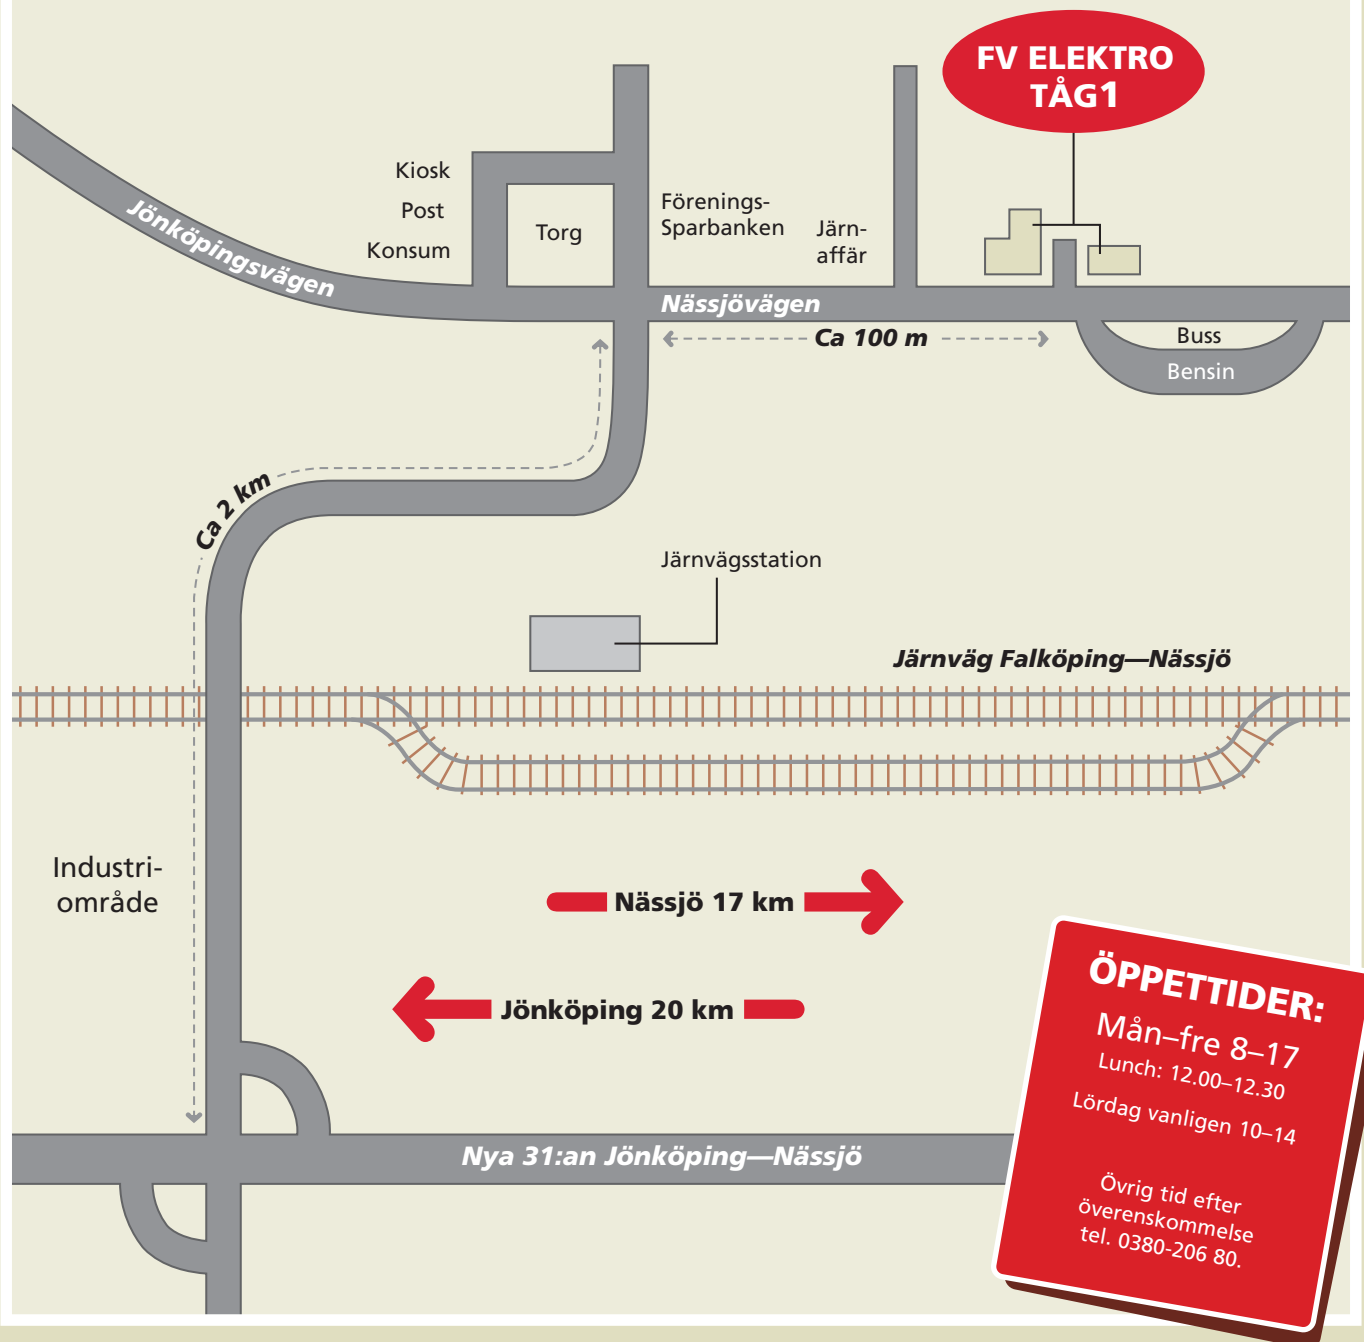 FV ELEKTRO
TÅG1
Kiosk
Post
Konsum
Torg
Förenings-
Sparbanken
Järn-
affär
Jönköpingsvägen
Nässjövägen
Ca 100 m
Buss
Bensin
Ca 2 km
Järnvägsstation
Järnväg Falköping—Nässjö
Industri-
område
Nässjö 17 km
Jönköping 20 km
Nya 31:an Jönköping—Nässjö
ÖPPETTIDER:
Mån–fre 8–17
Lunch: 12.00–12.30
Lördag vanligen 10–14
Övrig tid efter
överenskommelse
tel. 0380-206 80.